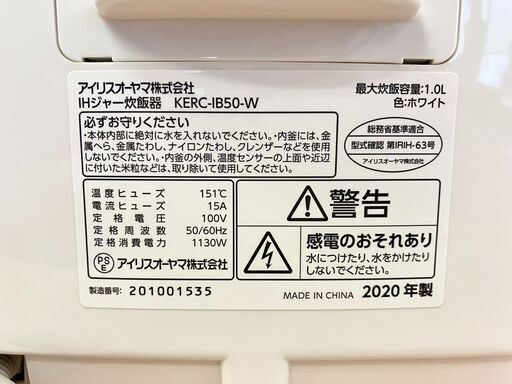 アイリスオーヤマ株式会社
IHジャー炊飯器 KERC-IB50-W
最大炊飯容量:1.0L
色:ホワイト
必ずお守りください
・本体内部に絶対に水を入れないでください。・内釜には、金
属へら、金属たわし、ナイロンたわし、クレンザーなどを使用
しないでください。・内釜の外側、温度センサーの上面や近辺
に付いた米粒などは、取り除いて使用してください。
総務省基準適合
型式確認 第IRIH-63号
アイリスオーヤマ株式会社
温度ヒューズ 151℃
電流ヒューズ 15A
定格電圧 100V
定格周波数 50/60Hz
定格消費電力 1130W
PSE アイリスオーヤマ株式会社
製造番号: 201001535
警告
感電のおそれあり
水につけたり、水をかけたり
しないでください。
MADE IN CHINA 2020年製